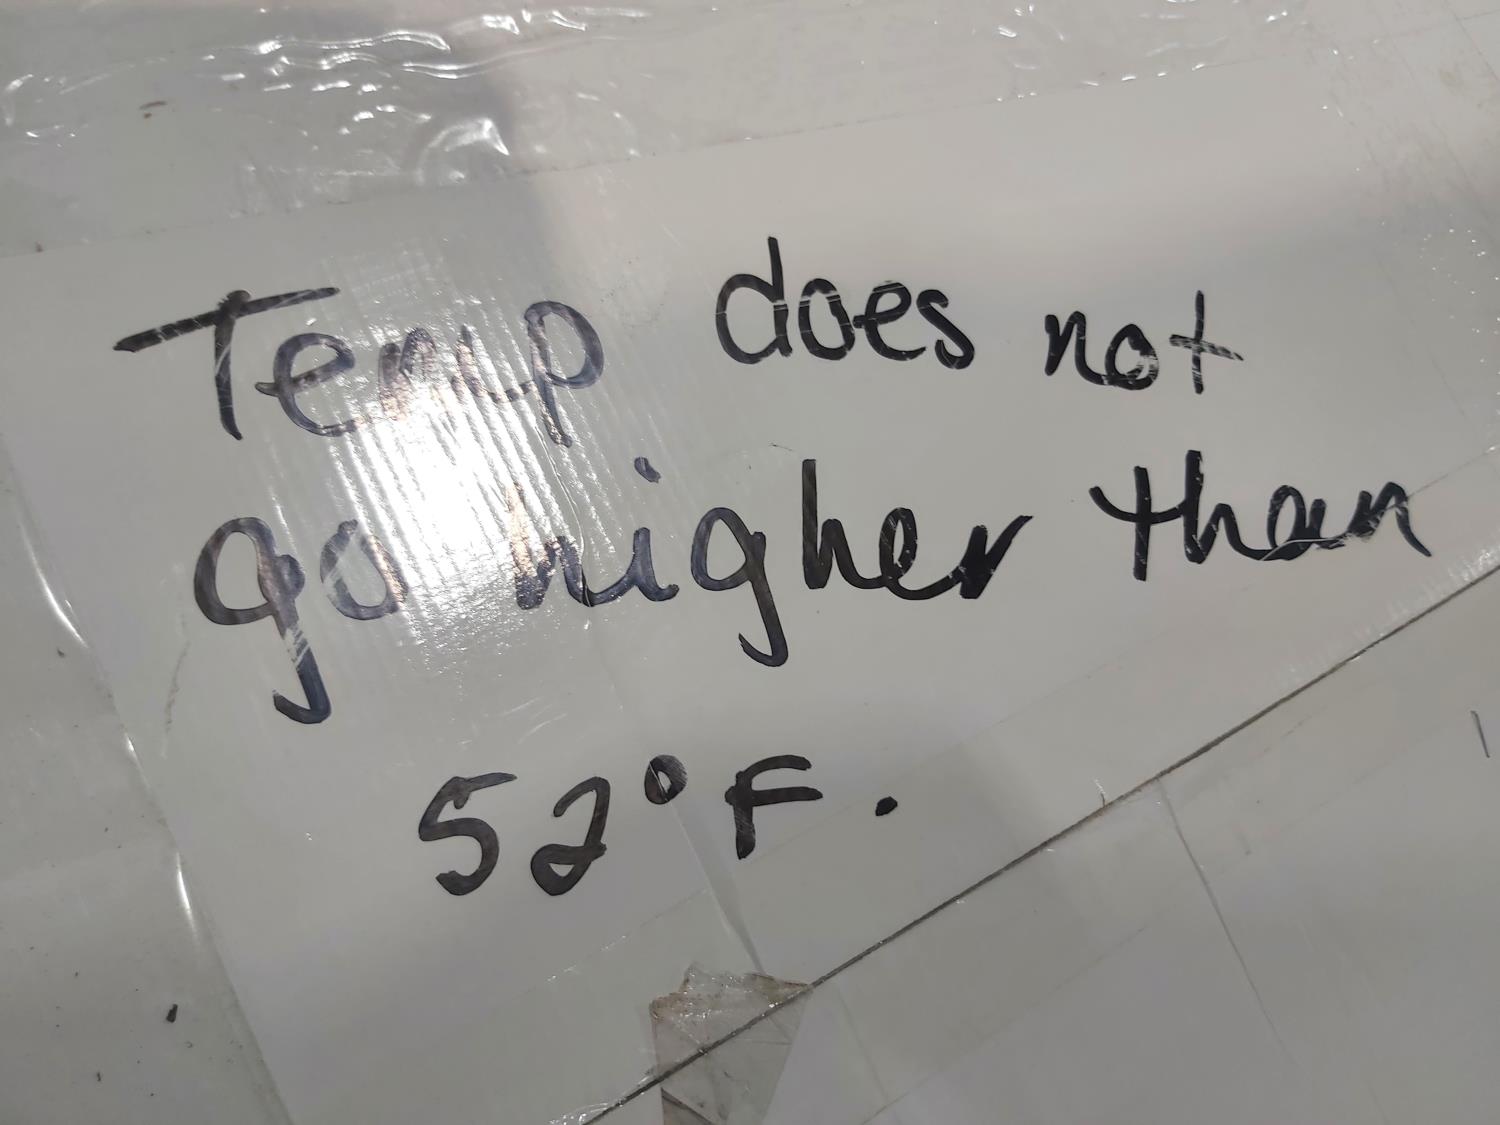 Temp does not
go higher than
52°F.